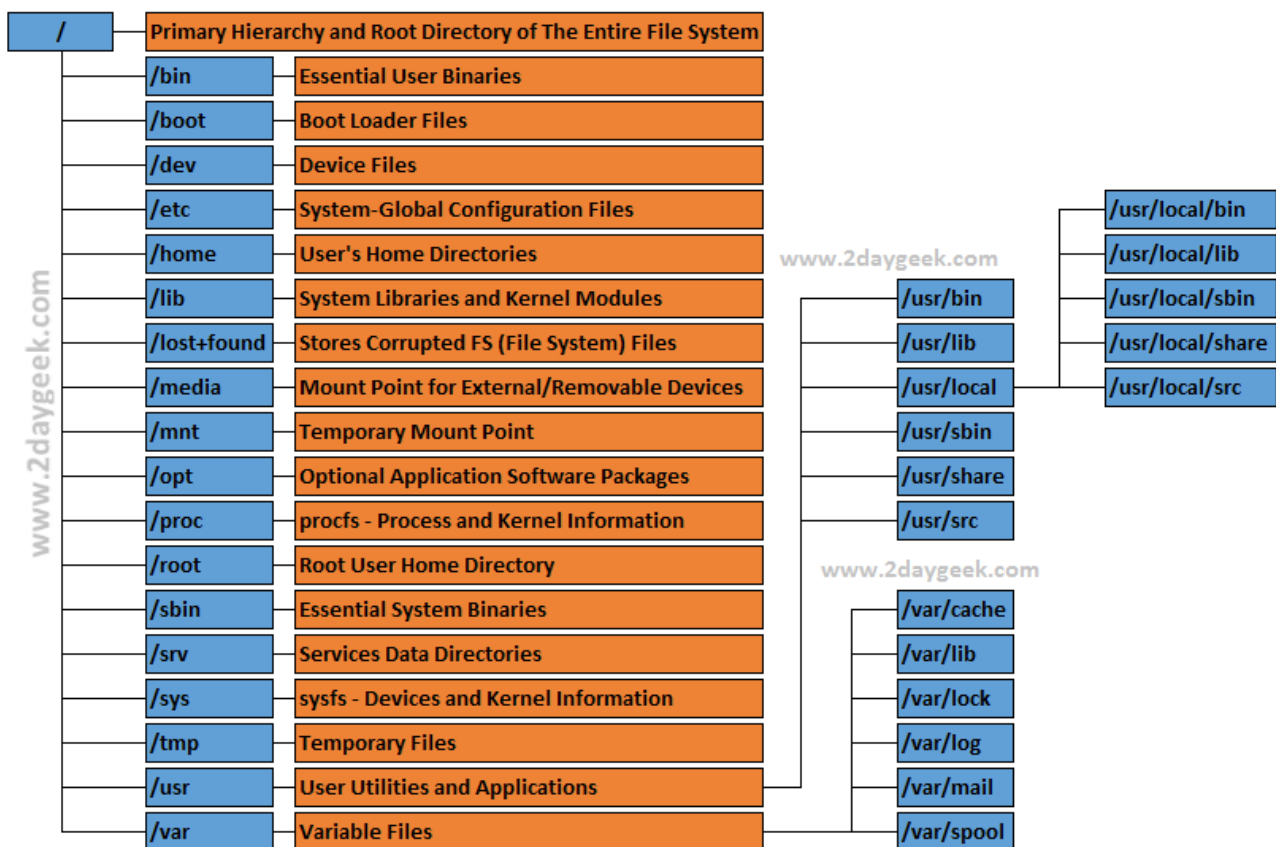 / Primary Hierarchy and Root Directory of The Entire File System
/bin Essential User Binaries
/boot Boot Loader Files
/dev Device Files
/etc System-Global Configuration Files
/home User's Home Directories
/lib System Libraries and Kernel Modules
/lost+found Stores Corrupted FS (File System) Files
/media Mount Point for External/Removable Devices
/mnt Temporary Mount Point
/opt Optional Application Software Packages
/proc procfs - Process and Kernel Information
/root Root User Home Directory
/sbin Essential System Binaries
/srv Services Data Directories
/sys sysfs - Devices and Kernel Information
/tmp Temporary Files
/usr User Utilities and Applications
/var Variable Files
www.2daygeek.com
www.2daygeek.com
/usr/bin
/usr/lib
/usr/local
/usr/sbin
/usr/share
/usr/src
www.2daygeek.com
/var/cache
/var/lib
/var/lock
/var/log
/var/mail
/var/spool
/usr/local/bin
/usr/local/lib
/usr/local/sbin
/usr/local/share
/usr/local/src